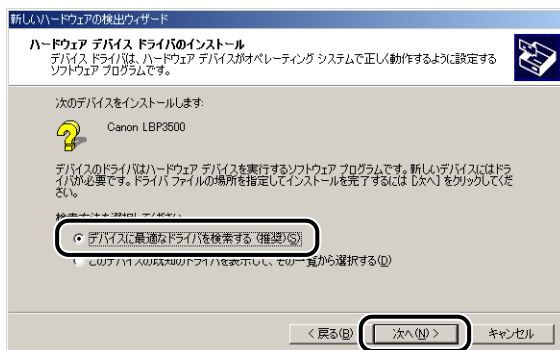 新しいハードウェアの検出ウィザード
ハードウェア デバイス ドライバのインストール
デバイス ドライバは、ハードウェア デバイスがオペレーティング システムで正しく動作するように設定する
ソフトウェア プログラムです。
次のデバイスをインストールします:
Canon LBP3500
デバイスのドライバはハードウェア デバイスを実行するソフトウェア プログラムです。新しいデバイスにはドラ
イバが必要です。ドライバ ファイルの場所を指定してインストールを完了するには [次へ] をクリックしてくだ
さい。
検索方法を選択してください。
デバイスに最適なドライバを検索する (推奨)(S)
このデバイスの既知のドライバを表示して、その一覧から選択する(D)
< 戻る(B)
次へ(N) >
キャンセル